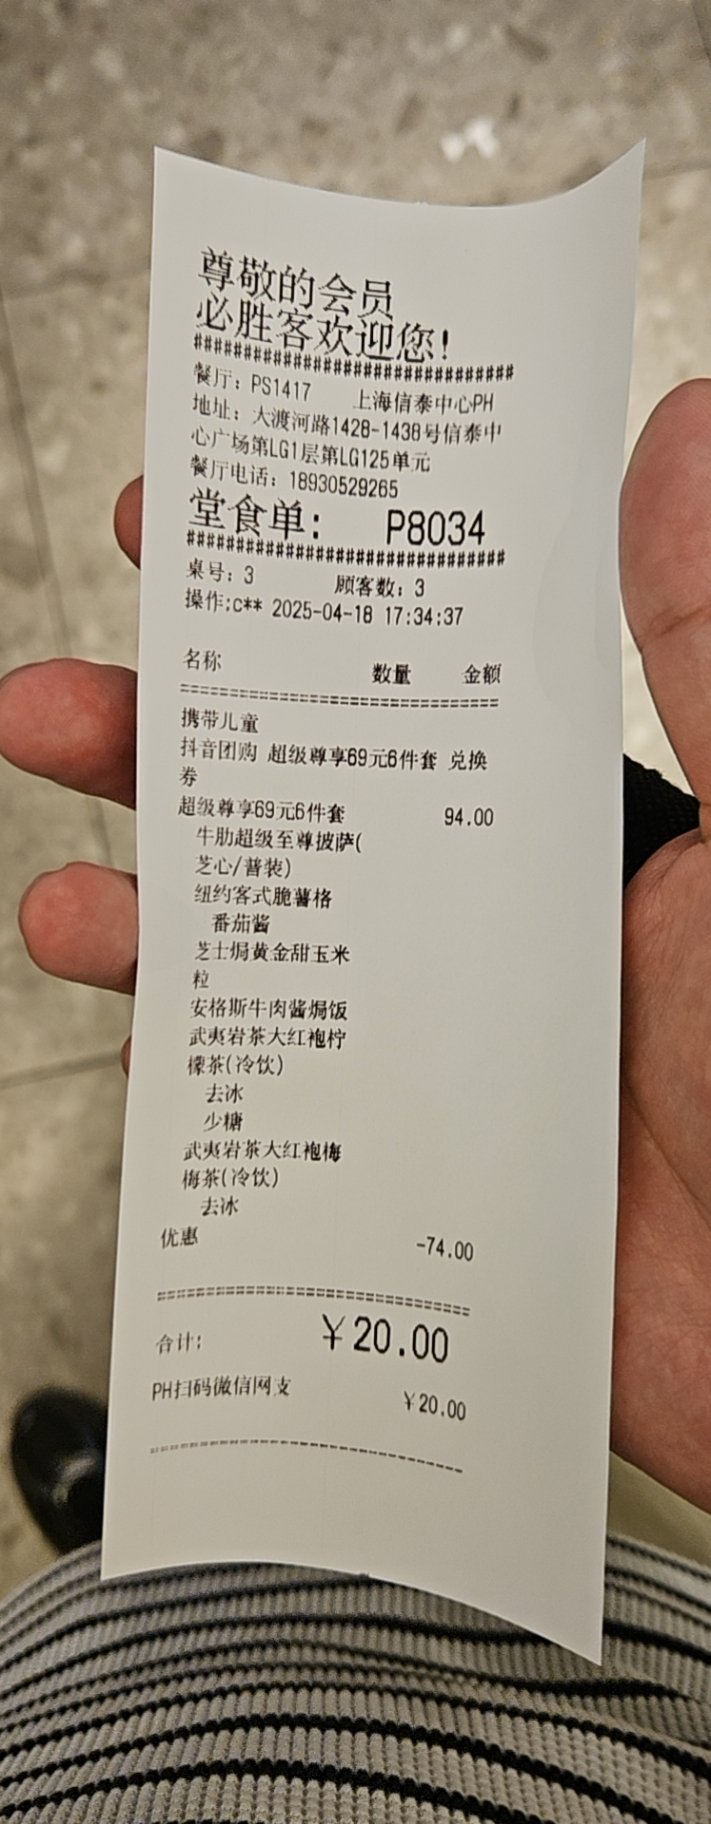 尊敬的会员
必胜客欢迎您!
################################
餐厅: PS1417 上海信泰中心PH
地址: 大渡河路1428-1438号信泰中
心广场第LG1层第LG125单元
餐厅电话: 18930529265
堂食单: P8034
################################
桌号: 3 顾客数: 3
操作:c** 2025-04-18 17:34:37
名称 数量 金额
================================
携带儿童
抖音团购 超级尊享69元6件套 兑换
券
超级尊享69元6件套 94.00
牛肋超级至尊披萨(
芝心/普装)
纽约客式脆薯格
番茄酱
芝士焗黄金甜玉米
粒
安格斯牛肉酱焗饭
武夷岩茶大红袍柠
檬茶(冷饮)
去冰
少糖
武夷岩茶大红袍梅
梅茶(冷饮)
去冰
优惠 -74.00
================================
合计: ￥20.00
PH扫码微信网支 ￥20.00
--------------------------------